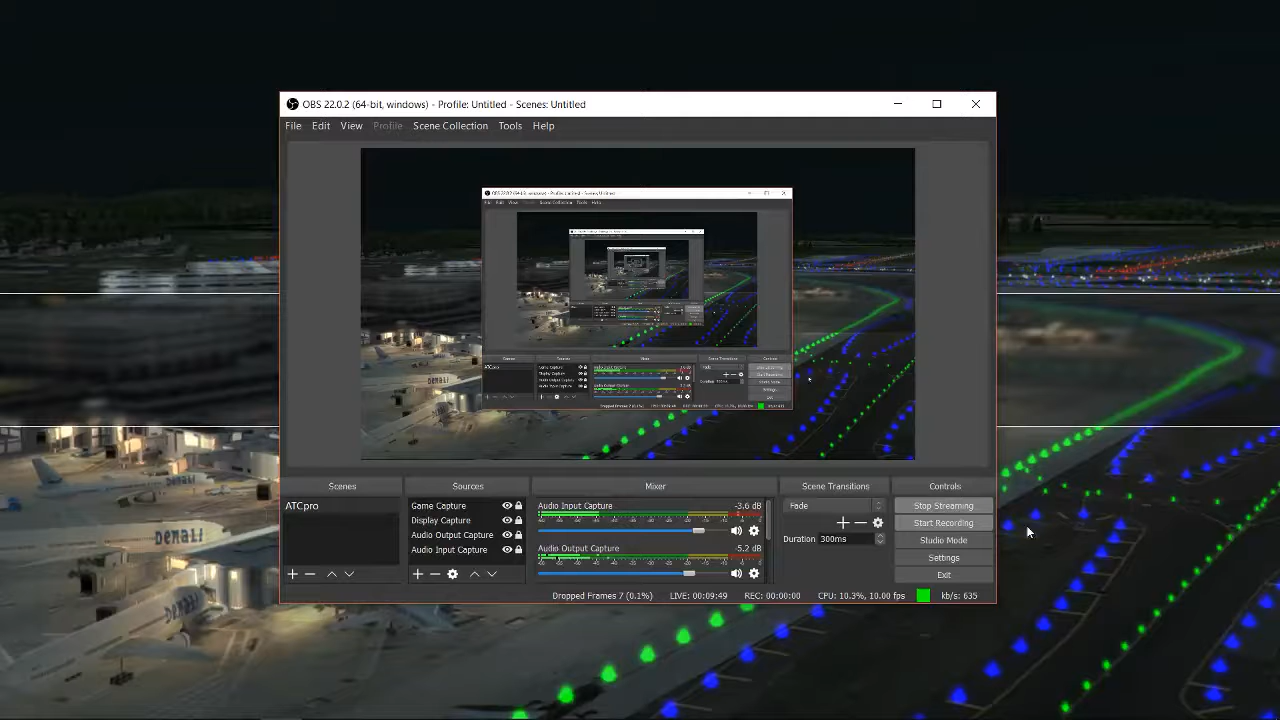 OBS 22.0.2 (64-bit, windows) - Profile: Untitled - Scenes: Untitled
File Edit View Profile Scene Collection Tools Help
Scenes
ATCpro
Sources
Game Capture
Display Capture
Audio Output Capture
Audio Input Capture
Mixer
Audio Input Capture -3.6 dB
Audio Output Capture -5.2 dB
Scene Transitions
Fade
Duration 300ms
Controls
Stop Streaming
Start Recording
Studio Mode
Settings
Exit
Dropped Frames 7 (0.1%) LIVE: 00:09:49 REC: 00:00:00 CPU: 10.3%, 10.00 fps kb/s: 635
DENALI
DENALI
DENALI